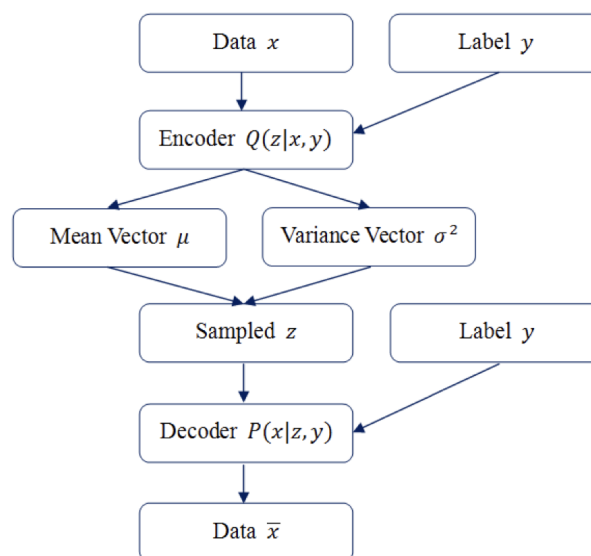 Data x
Label y
Encoder Q(z|x, y)
Mean Vector μ
Variance Vector σ²
Sampled z
Label y
Decoder P(x|z, y)
Data x̅